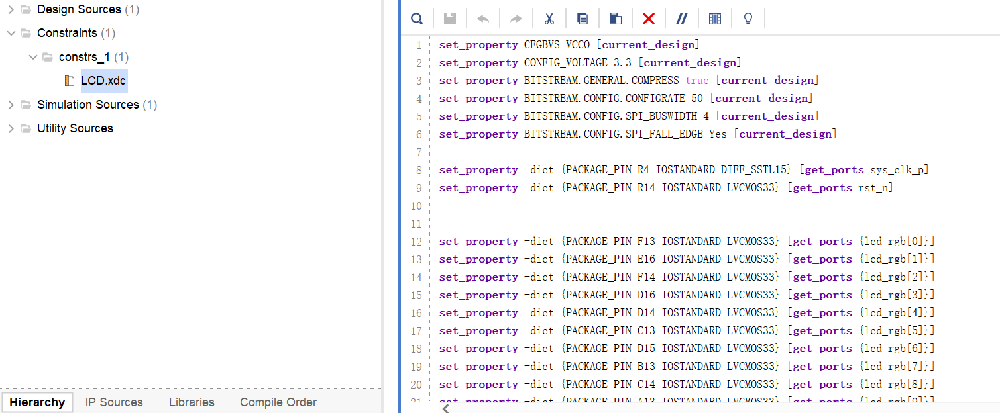 Design Sources (1)
Constraints (1)
constrs_1 (1)
LCD.xdc
Simulation Sources (1)
Utility Sources
Hierarchy IP Sources Libraries Compile Order
1 set_property CFGBVS VCCO [current_design]
2 set_property CONFIG_VOLTAGE 3.3 [current_design]
3 set_property BITSTREAM.GENERAL.COMPRESS true [current_design]
4 set_property BITSTREAM.CONFIG.CONFIGRATE 50 [current_design]
5 set_property BITSTREAM.CONFIG.SPI_BUSWIDTH 4 [current_design]
6 set_property BITSTREAM.CONFIG.SPI_FALL_EDGE Yes [current_design]
7
8 set_property -dict {PACKAGE_PIN R4 IOSTANDARD DIFF_SSTL15} [get_ports sys_clk_p]
9 set_property -dict {PACKAGE_PIN R14 IOSTANDARD LVCMOS33} [get_ports rst_n]
10
11
12 set_property -dict {PACKAGE_PIN F13 IOSTANDARD LVCMOS33} [get_ports {lcd_rgb[0]}]
13 set_property -dict {PACKAGE_PIN E16 IOSTANDARD LVCMOS33} [get_ports {lcd_rgb[1]}]
14 set_property -dict {PACKAGE_PIN F14 IOSTANDARD LVCMOS33} [get_ports {lcd_rgb[2]}]
15 set_property -dict {PACKAGE_PIN D16 IOSTANDARD LVCMOS33} [get_ports {lcd_rgb[3]}]
16 set_property -dict {PACKAGE_PIN D14 IOSTANDARD LVCMOS33} [get_ports {lcd_rgb[4]}]
17 set_property -dict {PACKAGE_PIN C13 IOSTANDARD LVCMOS33} [get_ports {lcd_rgb[5]}]
18 set_property -dict {PACKAGE_PIN D15 IOSTANDARD LVCMOS33} [get_ports {lcd_rgb[6]}]
19 set_property -dict {PACKAGE_PIN B13 IOSTANDARD LVCMOS33} [get_ports {lcd_rgb[7]}]
20 set_property -dict {PACKAGE_PIN C14 IOSTANDARD LVCMOS33} [get_ports {lcd_rgb[8]}]
21 set_property -dict {PACKAGE_PIN A13 IOSTANDARD LVCMOS33} [get_ports {lcd_rgb[9]}]